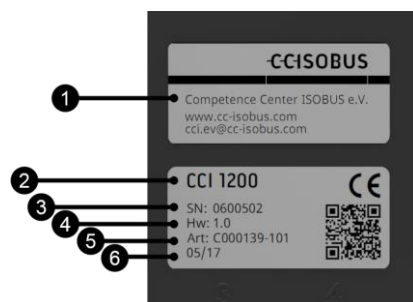 CCISOBUS
1
Competence Center ISOBUS e.V.
www.cc-isobus.com
cci.ev@cc-isobus.com
2
CCI 1200
CE
3
SN: 0600502
4
Hw: 1.0
5
Art: C000139-101
6
05/17